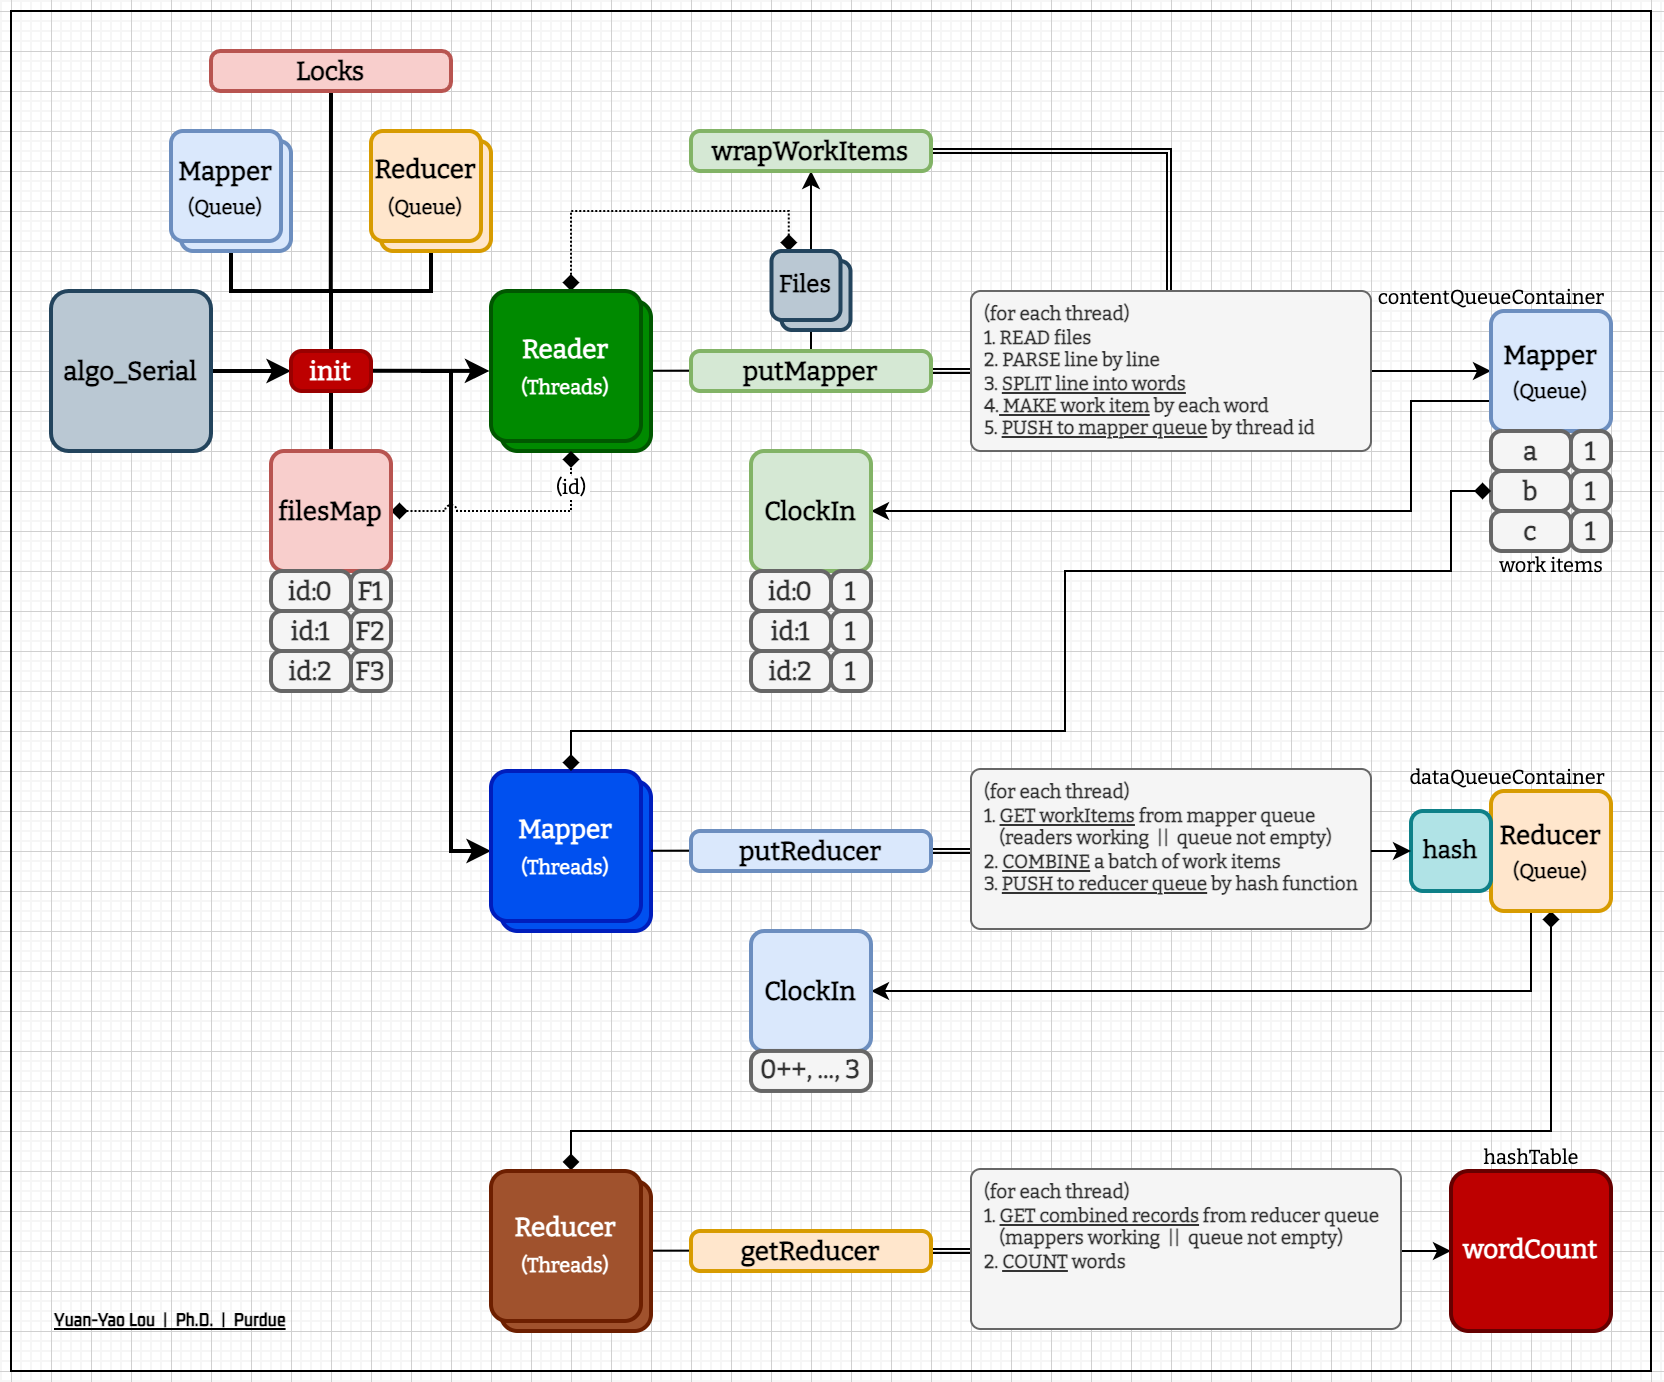 Locks
Mapper
(Queue)
Reducer
(Queue)
wrapWorkItems
Files
algo_Serial
init
Reader
(Threads)
putMapper
(for each thread)
1. READ files
2. PARSE line by line
3. SPLIT line into words
4. MAKE work item by each word
5. PUSH to mapper queue by thread id
contentQueueContainer
Mapper
(Queue)
a 1
b 1
c 1
work items
(id)
filesMap
id:0 F1
id:1 F2
id:2 F3
ClockIn
id:0 1
id:1 1
id:2 1
Mapper
(Threads)
putReducer
(for each thread)
1. GET workItems from mapper queue
(readers working || queue not empty)
2. COMBINE a batch of work items
3. PUSH to reducer queue by hash function
dataQueueContainer
hash
Reducer
(Queue)
ClockIn
0++, ..., 3
Reducer
(Threads)
getReducer
(for each thread)
1. GET combined records from reducer queue
(mappers working || queue not empty)
2. COUNT words
hashTable
wordCount
Yuan-Yao Lou | Ph.D. | Purdue